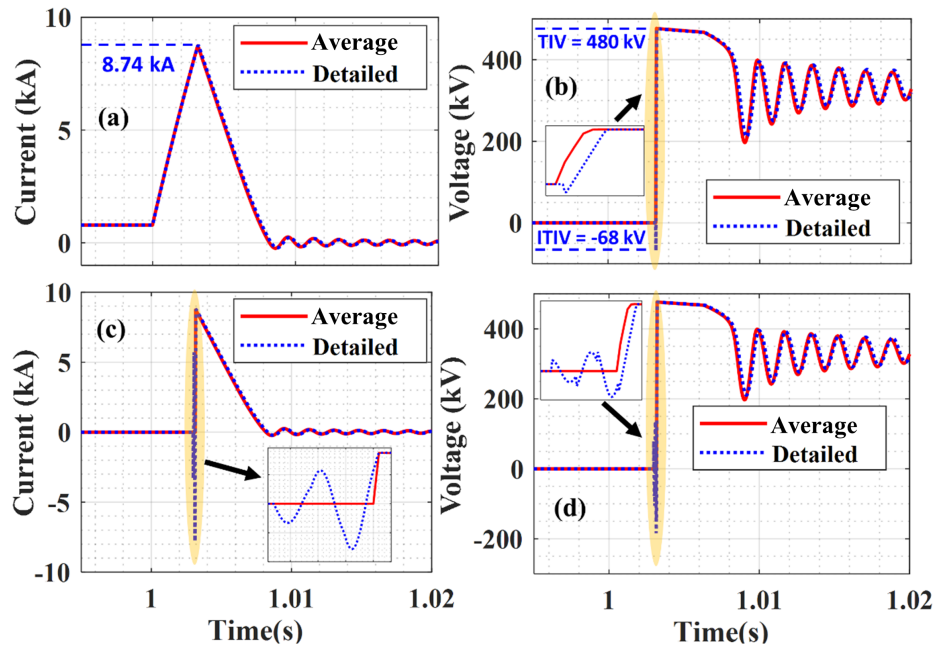 10
5
0
Current (kA)
8.74 kA
Average
Detailed
(a)
400
200
0
Voltage (kV)
TIV = 480 kV
(b)
Average
Detailed
ITIV = -68 kV
10
5
0
-5
-10
Current (kA)
(c)
Average
Detailed
1
1.01
1.02
Time(s)
400
200
0
-200
Voltage (kV)
Average
Detailed
(d)
1
1.01
1.02
Time(s)